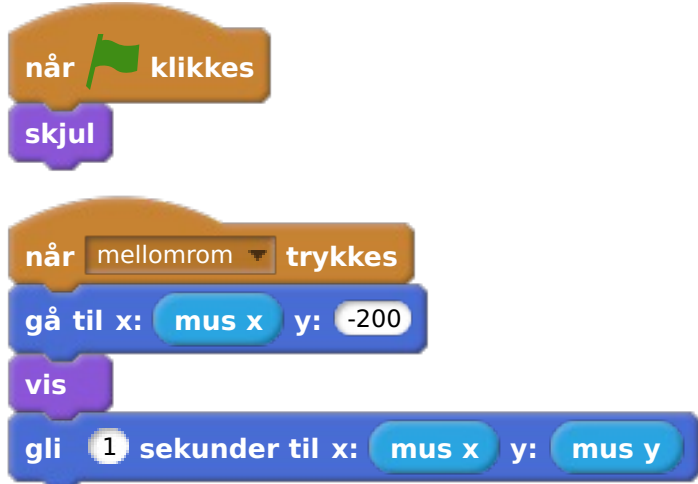 når klikkes
skjul
når mellomrom trykkes
gå til x: mus x y: -200
vis
gli 1 sekunder til x: mus x y: mus y